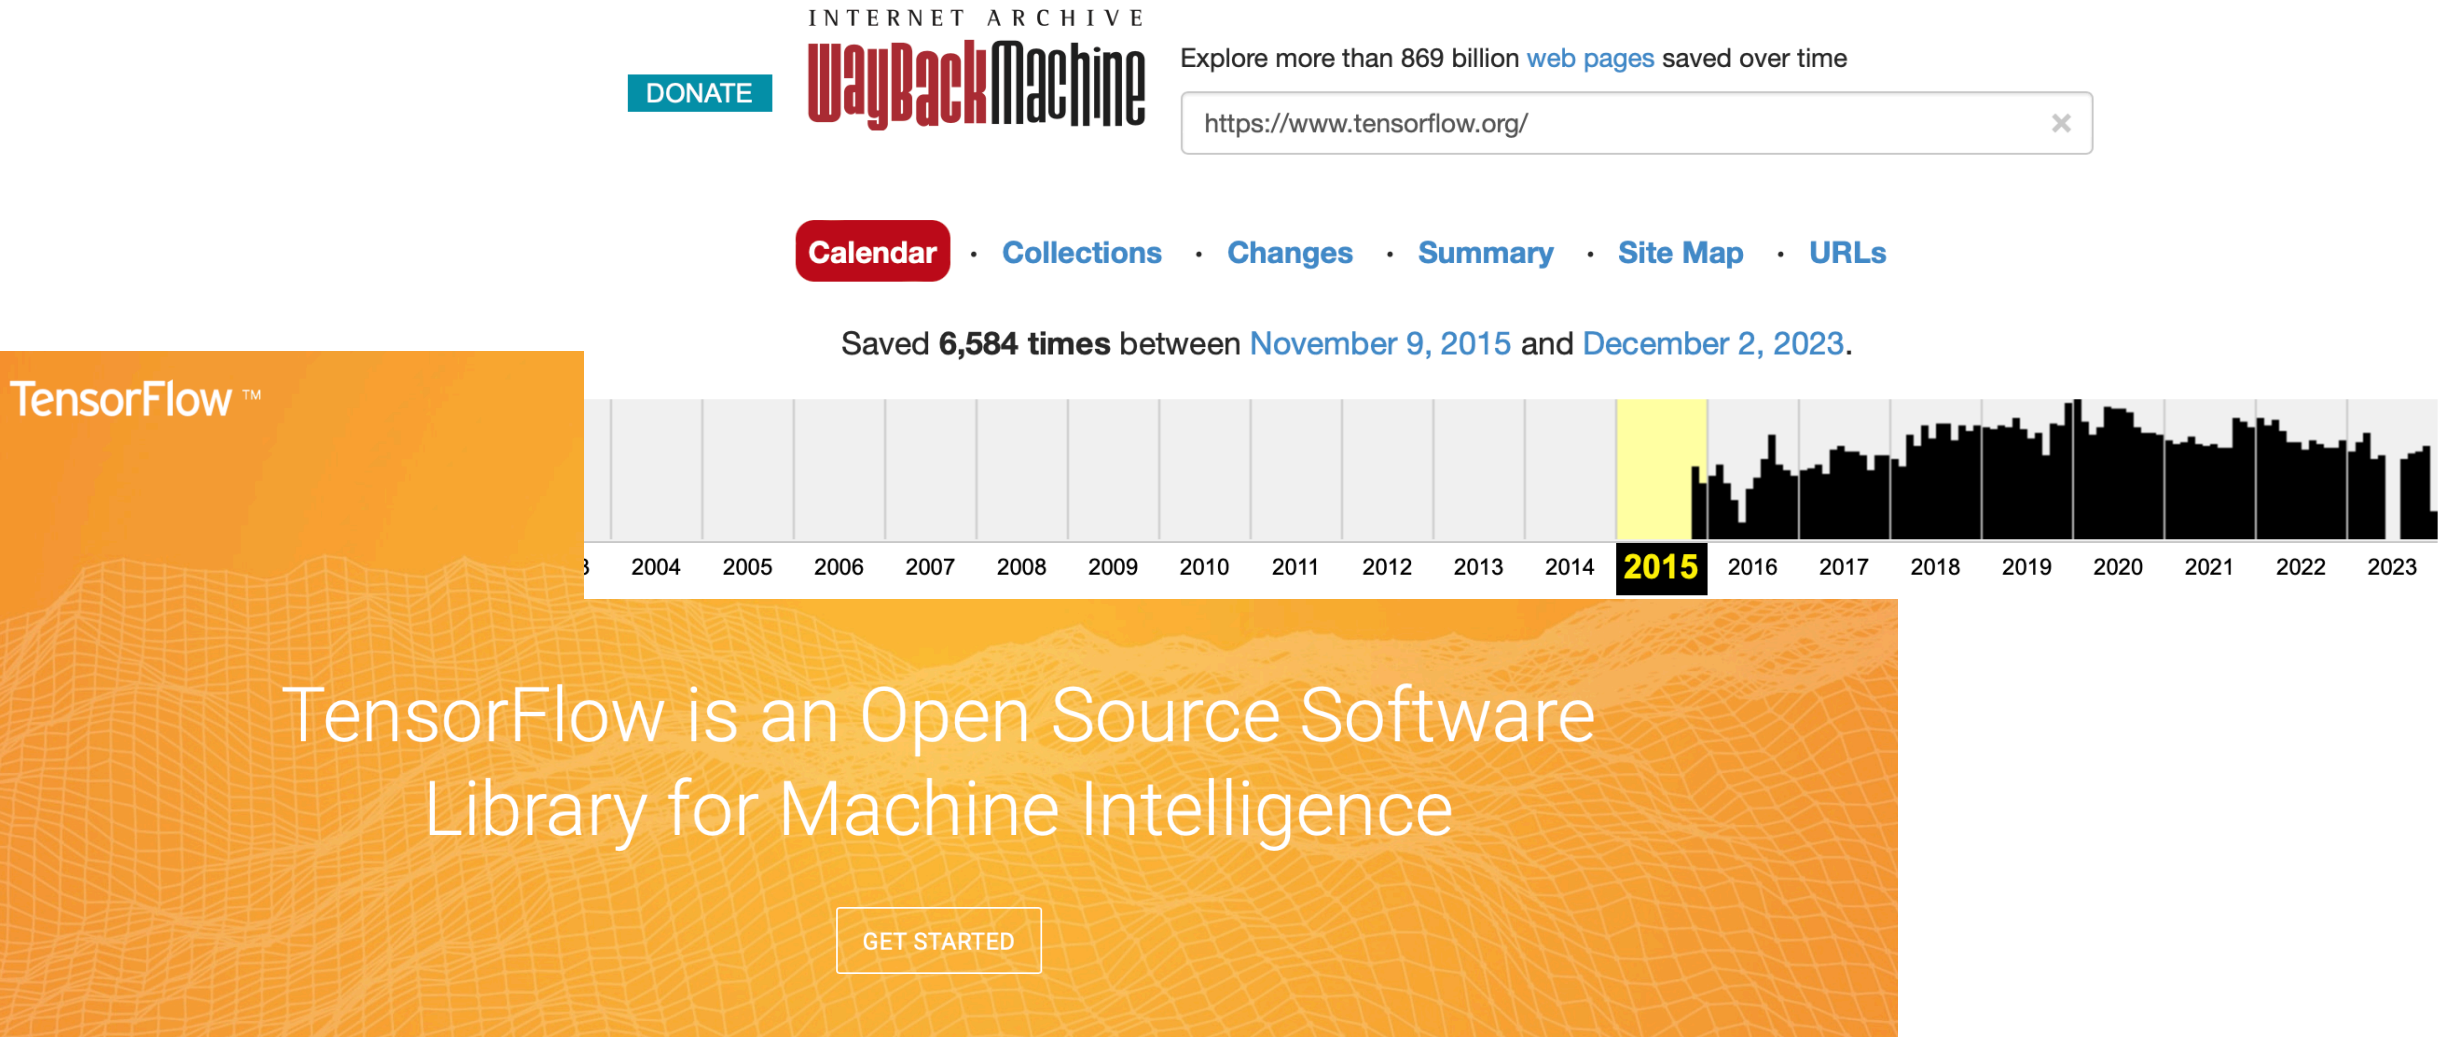 INTERNET ARCHIVE
WayBackMachine
DONATE
Explore more than 869 billion web pages saved over time
https://www.tensorflow.org/ ×
Calendar · Collections · Changes · Summary · Site Map · URLs
Saved 6,584 times between November 9, 2015 and December 2, 2023.
TensorFlow ™
2004 2005 2006 2007 2008 2009 2010 2011 2012 2013 2014 2015 2016 2017 2018 2019 2020 2021 2022 2023
TensorFlow is an Open Source Software
Library for Machine Intelligence
GET STARTED